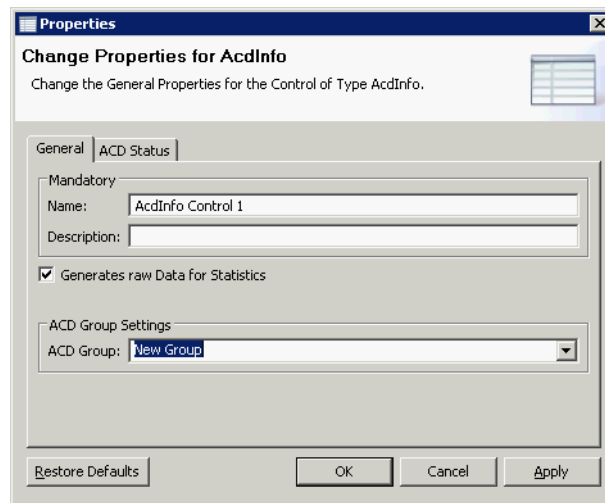 Properties
Change Properties for AcdInfo
Change the General Properties for the Control of Type AcdInfo.
General ACD Status
Mandatory
Name: AcdInfo Control 1
Description:
Generates raw Data for Statistics
ACD Group Settings
ACD Group: New Group
Restore Defaults OK Cancel Apply